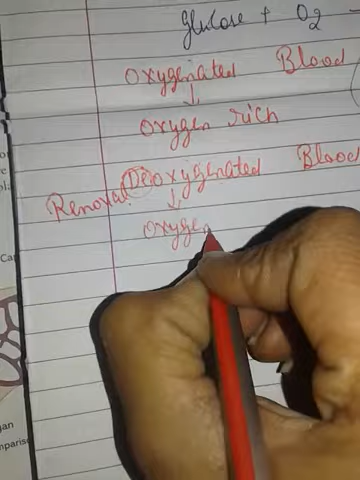 glucose + O2
Oxygenated Blood
↓
Oxygen rich
Removal Deoxygenated Blood
↓
Oxygen